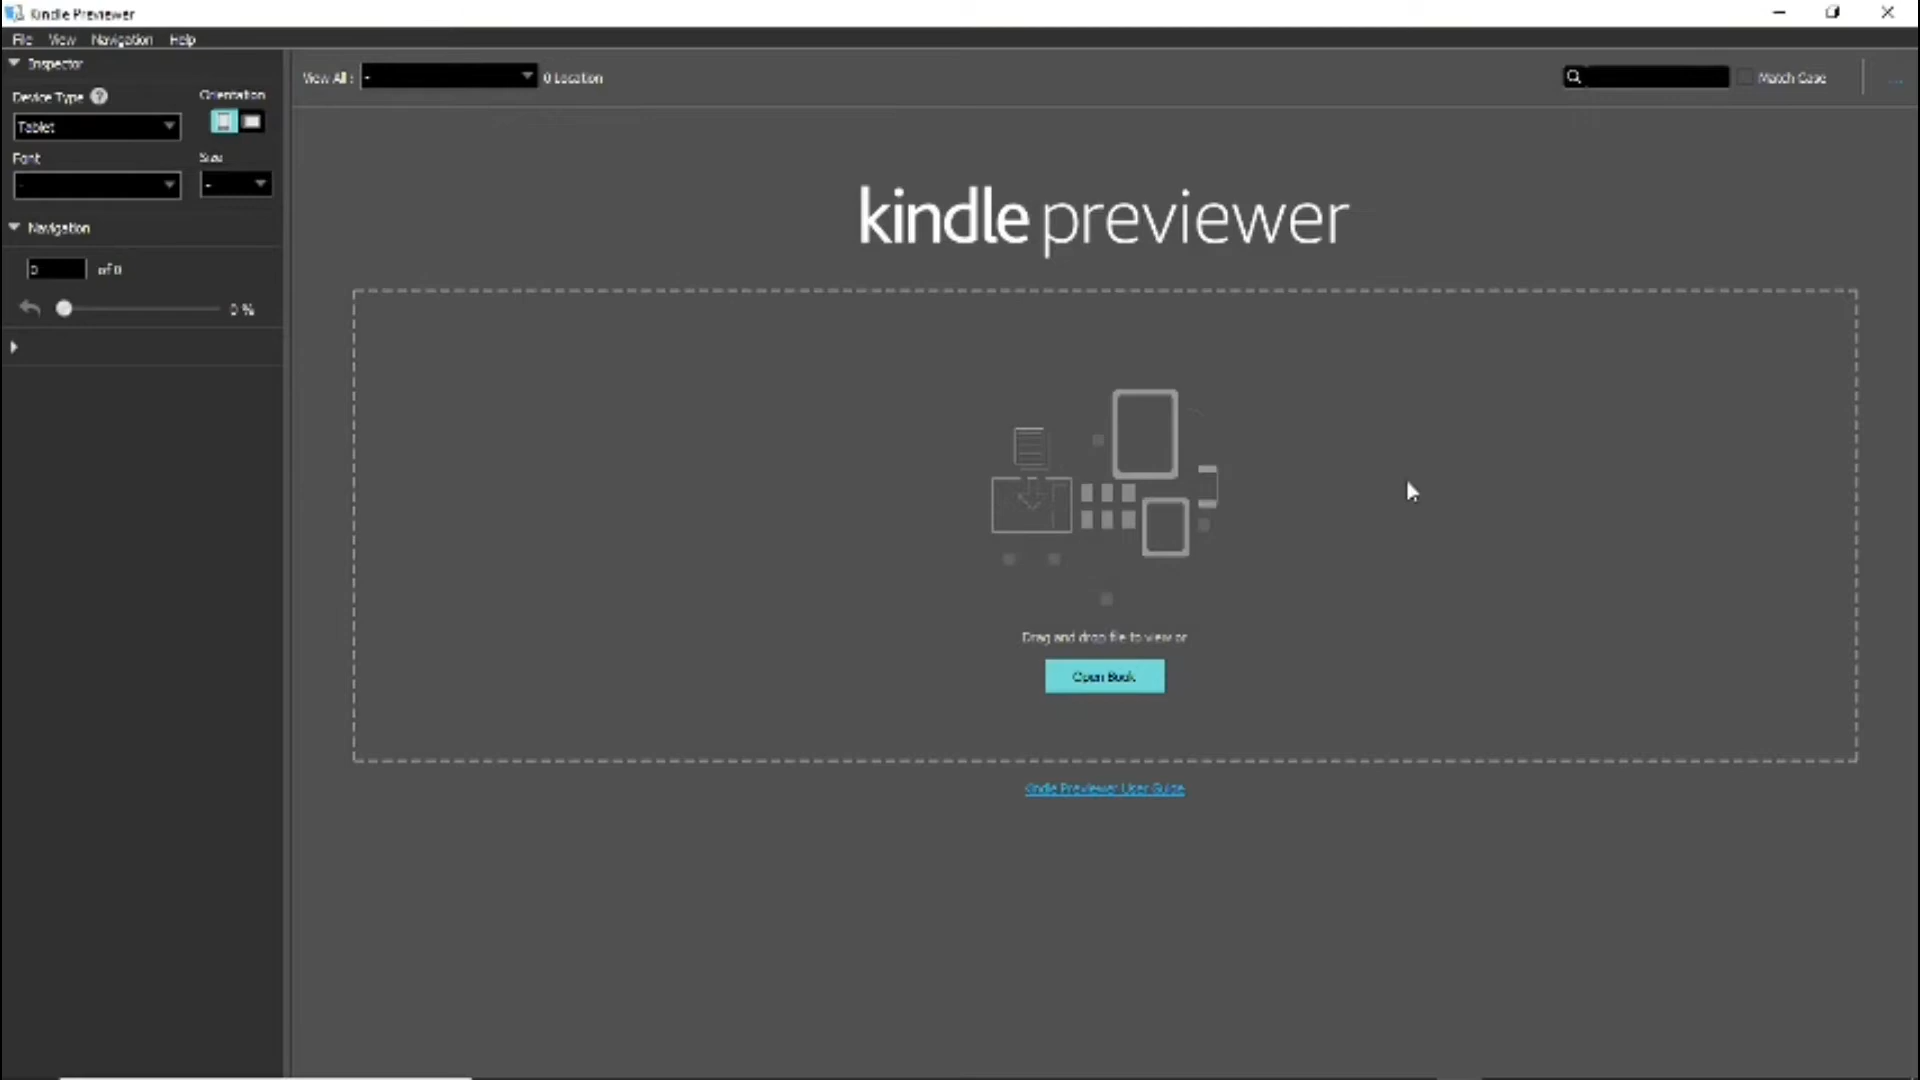 Kindle Previewer
File View Navigation Help
Inspector
Device Type ? Orientation
Tablet
Font Size
- -
Navigation
0 of 0
0 %
View All : - 0 Location
Match Case
...
kindle previewer
Drag and drop file to view or
Open Book
Kindle Previewer User Guide